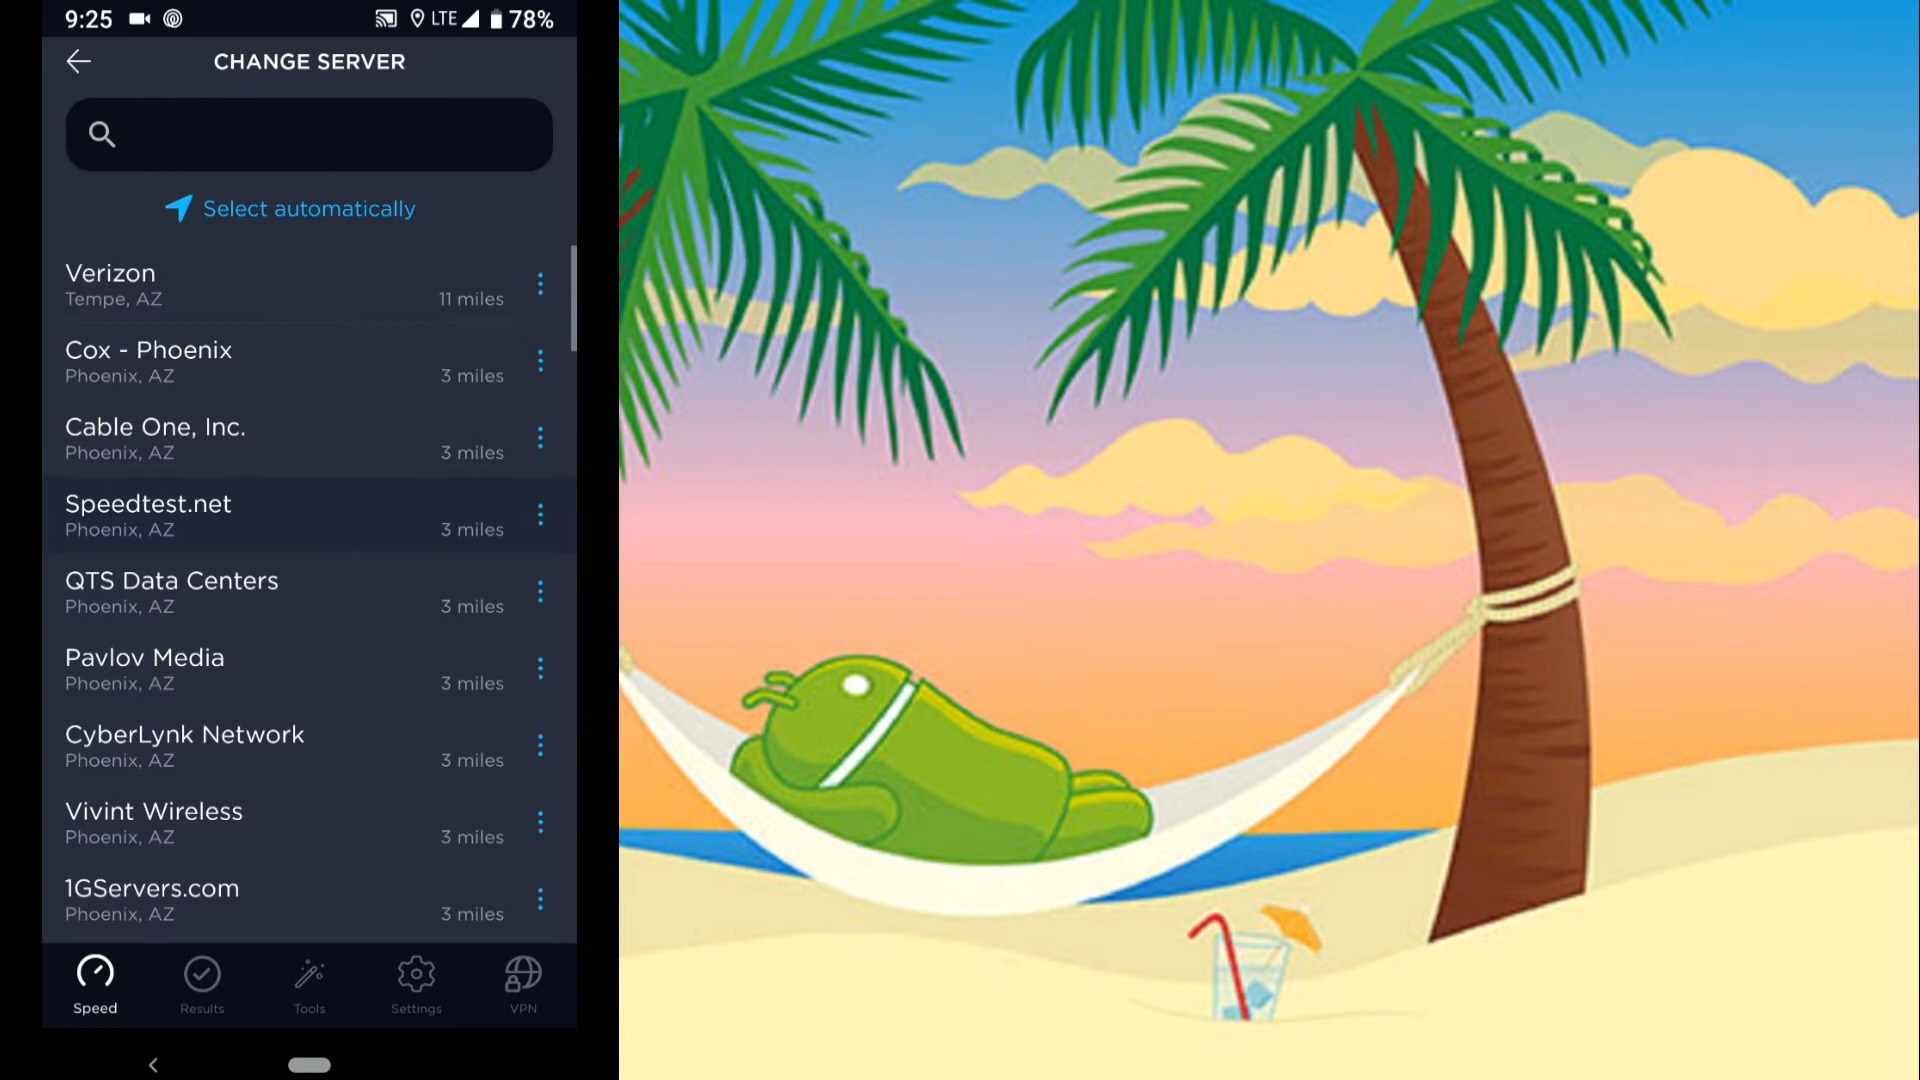 9:25 LTE 78%
CHANGE SERVER
Select automatically
Verizon
Tempe, AZ 11 miles
Cox - Phoenix
Phoenix, AZ 3 miles
Cable One, Inc.
Phoenix, AZ 3 miles
Speedtest.net
Phoenix, AZ 3 miles
QTS Data Centers
Phoenix, AZ 3 miles
Pavlov Media
Phoenix, AZ 3 miles
CyberLynk Network
Phoenix, AZ 3 miles
Vivint Wireless
Phoenix, AZ 3 miles
1GServers.com
Phoenix, AZ 3 miles
Speed Results Tools Settings VPN